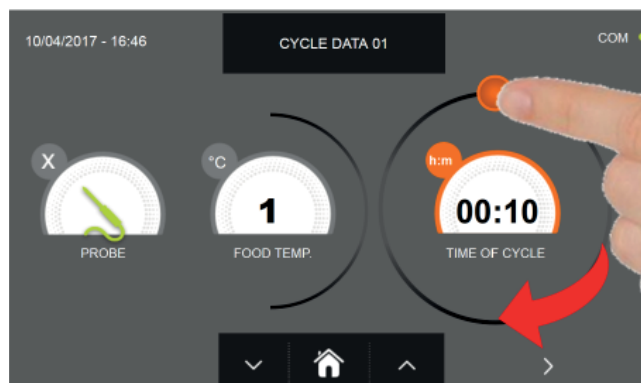 10/04/2017 - 16:46
CYCLE DATA 01
COM
X
°C
h:m
1
00:10
PROBE
FOOD TEMP.
TIME OF CYCLE